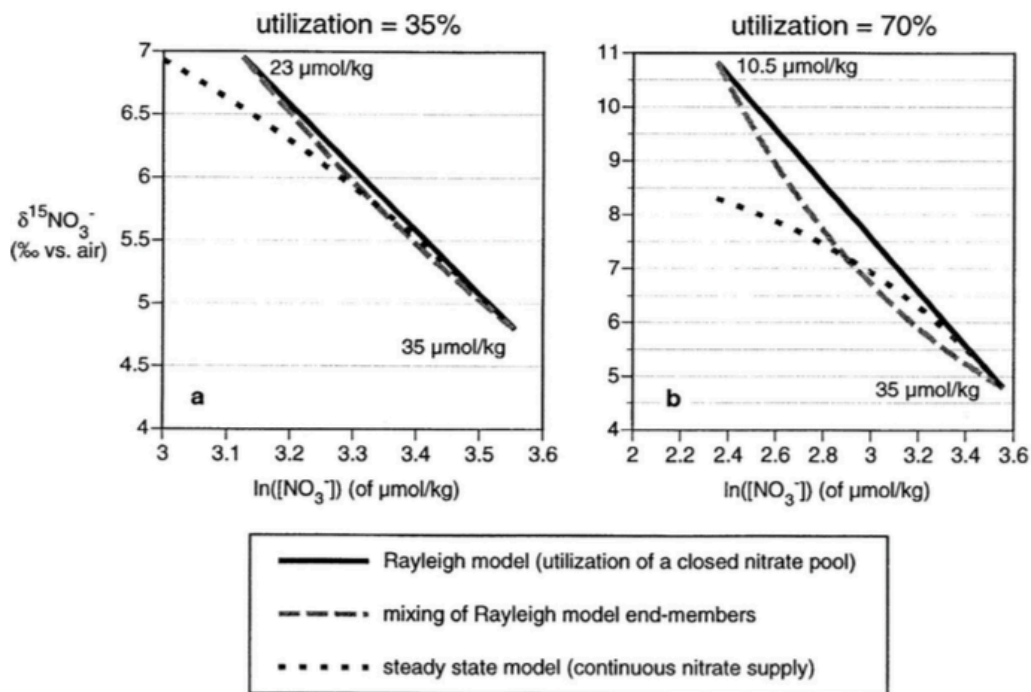 utilization = 35%
7
6.5
6
5.5
5
4.5
4
δ¹⁵NO₃⁻
(‰ vs. air)
23 µmol/kg
35 µmol/kg
a
3 3.1 3.2 3.3 3.4 3.5 3.6
ln([NO₃⁻]) (of µmol/kg)
utilization = 70%
11
10
9
8
7
6
5
4
10.5 µmol/kg
35 µmol/kg
b
2 2.2 2.4 2.6 2.8 3 3.2 3.4 3.6
ln([NO₃⁻]) (of µmol/kg)
Rayleigh model (utilization of a closed nitrate pool)
mixing of Rayleigh model end-members
steady state model (continuous nitrate supply)